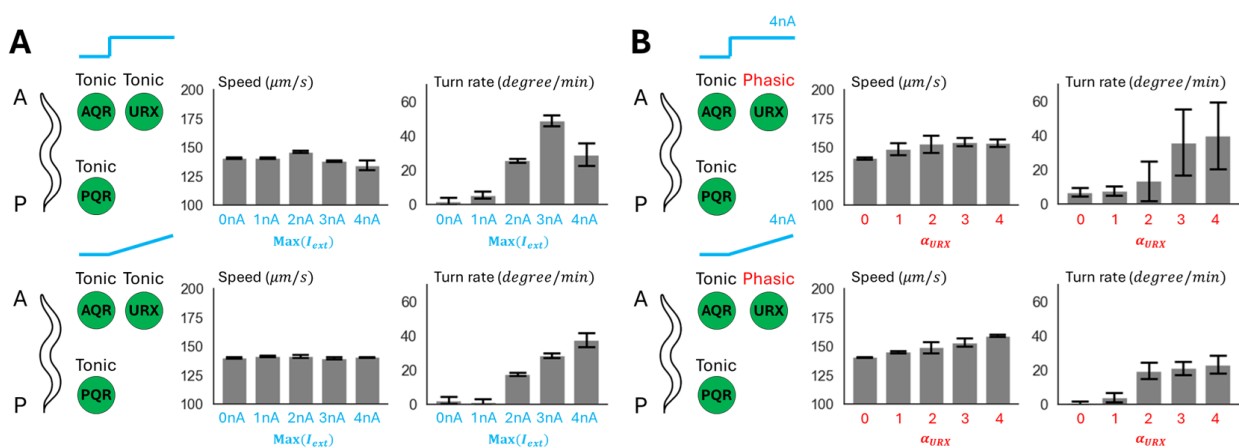 A
Tonic Tonic
A AQR URX
Tonic
P PQR
Speed (μm/s)
200
175
150
125
100
0nA 1nA 2nA 3nA 4nA
Max(I_ext)
Turn rate (degree/min)
60
40
20
0
0nA 1nA 2nA 3nA 4nA
Max(I_ext)
Tonic Tonic
A AQR URX
Tonic
P PQR
Speed (μm/s)
200
175
150
125
100
0nA 1nA 2nA 3nA 4nA
Max(I_ext)
Turn rate (degree/min)
60
40
20
0
0nA 1nA 2nA 3nA 4nA
Max(I_ext)
B
4nA
Tonic Phasic
A AQR URX
Tonic
P PQR
Speed (μm/s)
200
175
150
125
100
0 1 2 3 4
α_URX
Turn rate (degree/min)
60
40
20
0
0 1 2 3 4
α_URX
4nA
Tonic Phasic
A AQR URX
Tonic
P PQR
Speed (μm/s)
200
175
150
125
100
0 1 2 3 4
α_URX
Turn rate (degree/min)
60
40
20
0
0 1 2 3 4
α_URX